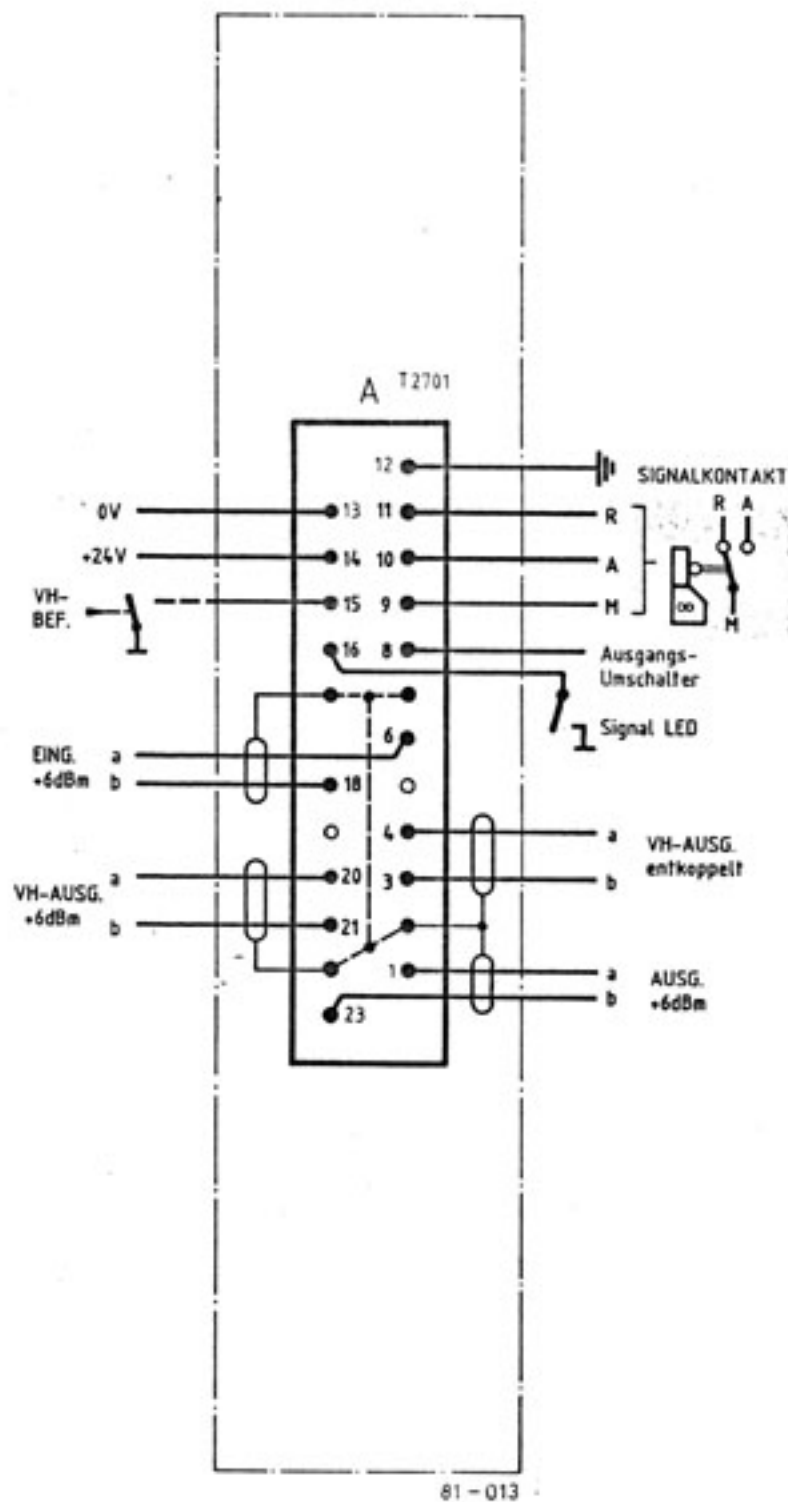 A T2701
12
SIGNALKONTAKT
R A
0V 13 11 R
+24V 14 10 A
VH-
BEF.
15 9 M
M
16 8 Ausgangs-
Umschalter
Signal LED
6
EING. a
+6dBm b 18
4 a VH-AUSG.
entkoppelt
a 20 3 b
VH-AUSG.
+6dBm b 21
1 a AUSG.
+6dBm
23 b
81-013